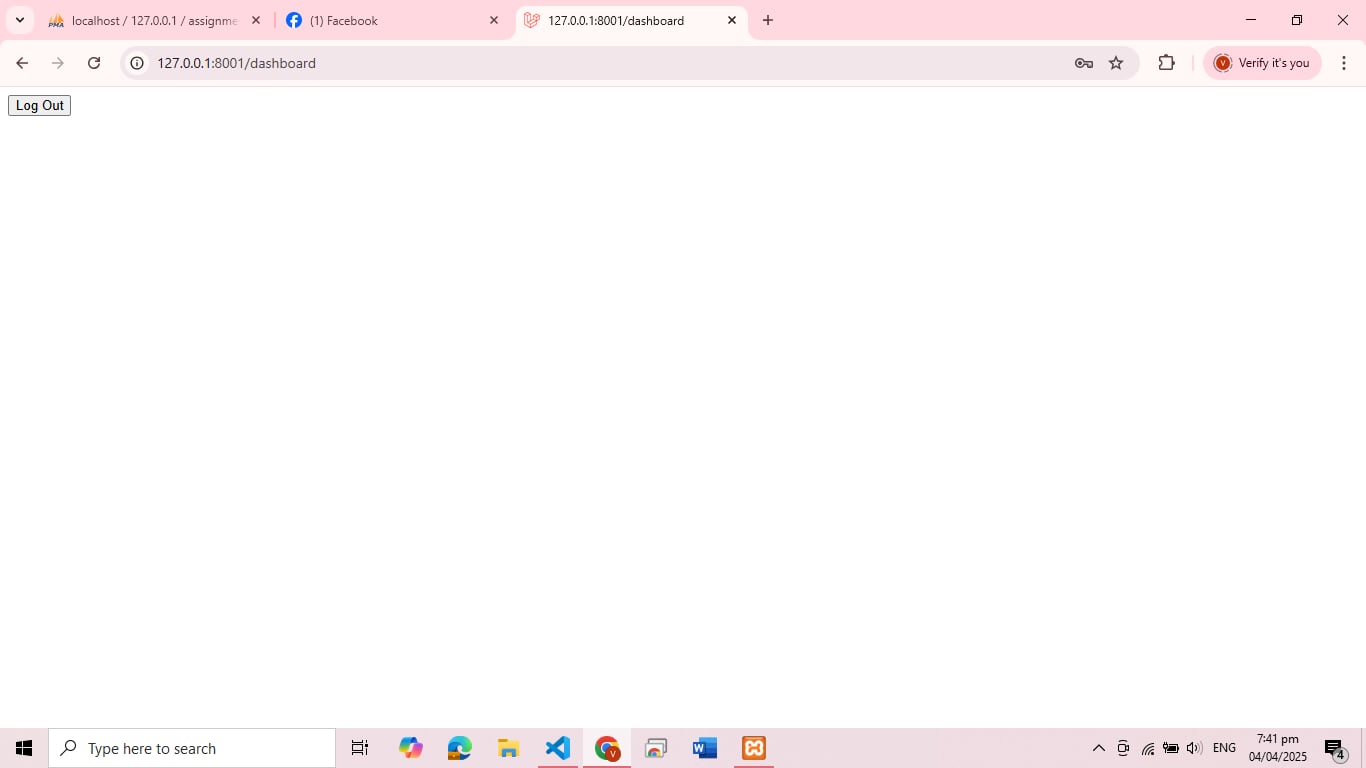 PMA localhost / 127.0.0.1 / assignme
(1) Facebook
127.0.0.1:8001/dashboard
127.0.0.1:8001/dashboard
V Verify it's you
Log Out
Type here to search
V
W
ENG
7:41 pm
04/04/2025
4